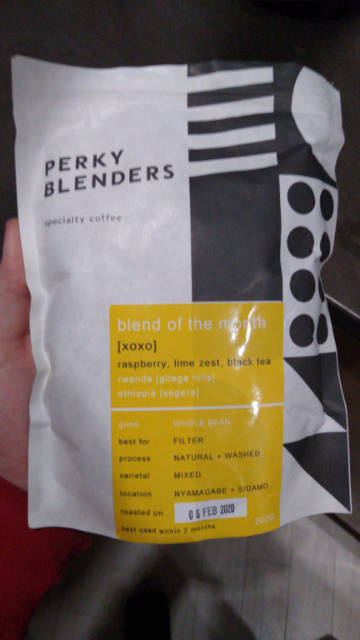 PERKY
BLENDERS
specialty coffee
blend of the month
[xoxo]
raspberry, lime zest, black tea
rwanda [gitega hills]
ethiopia [segera]
grind WHOLE BEAN
best for FILTER
process NATURAL + WASHED
varietal MIXED
location NYAMAGABE + SIDAMO
roasted on 06 FEB 2020
best used within 2 months
200G